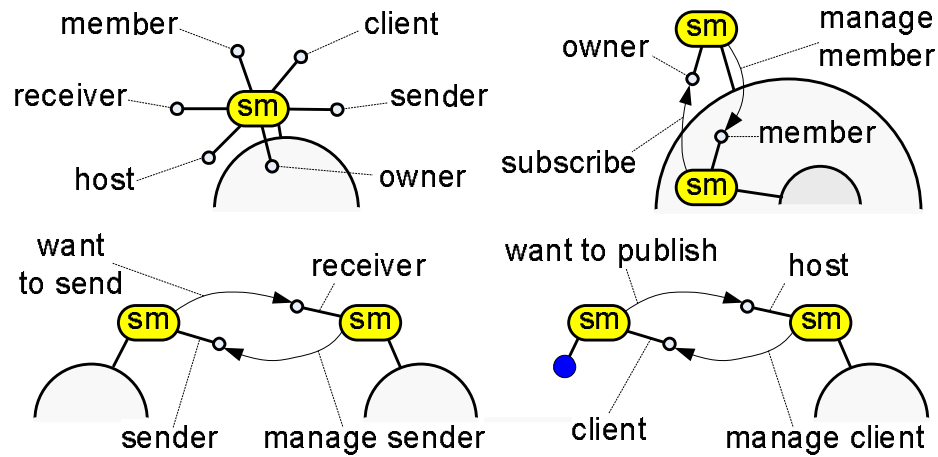 member
client
receiver
sm
sender
host
owner
sm
manage
member
owner
member
subscribe
sm
want
to send
receiver
sm
sm
sender
manage sender
want to publish
host
sm
sm
client
manage client